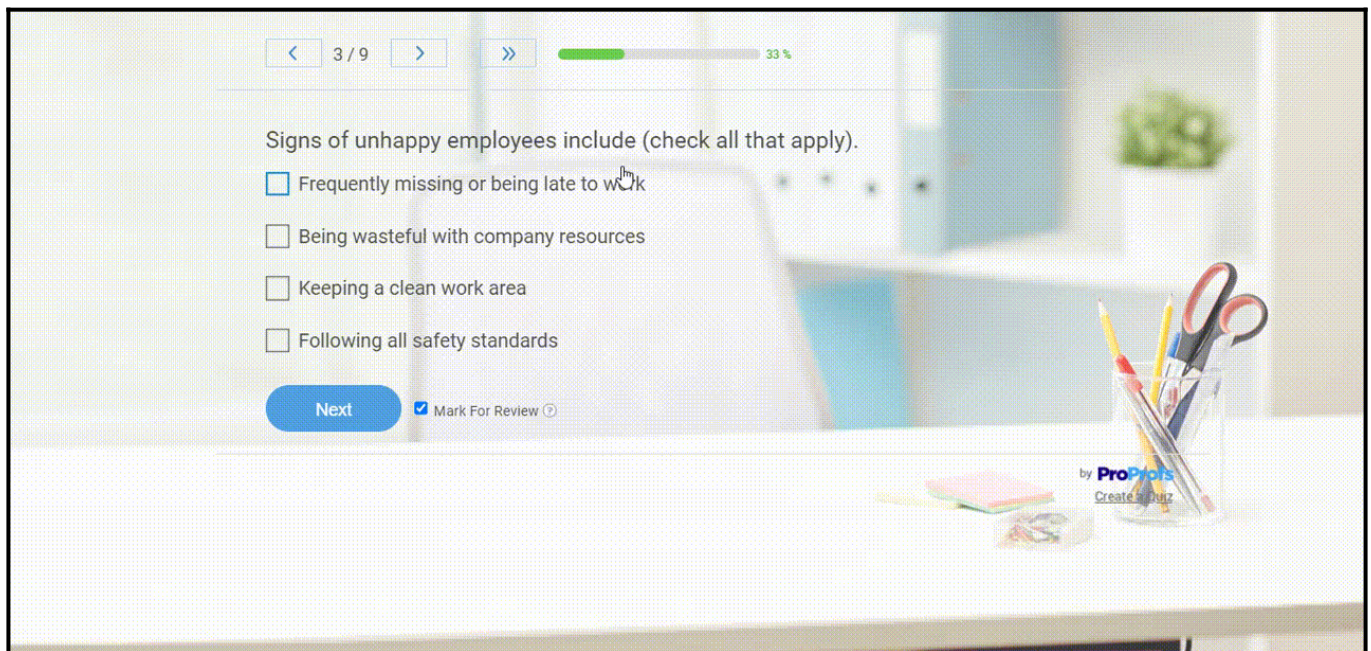 3 / 9
33 %
Signs of unhappy employees include (check all that apply).
Frequently missing or being late to work
Being wasteful with company resources
Keeping a clean work area
Following all safety standards
Next
Mark For Review ?
by ProProfs
Create a Quiz